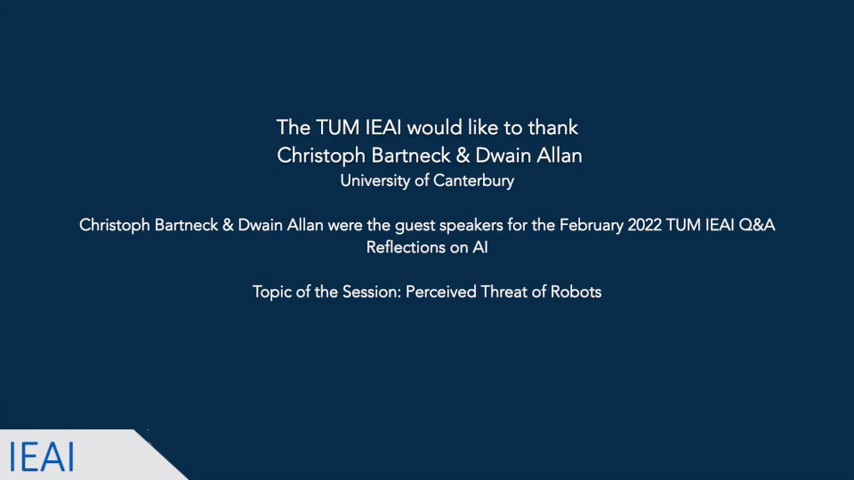 The TUM IEAI would like to thank
Christoph Bartneck & Dwain Allan
University of Canterbury
Christoph Bartneck & Dwain Allan were the guest speakers for the February 2022 TUM IEAI Q&A
Reflections on AI
Topic of the Session: Perceived Threat of Robots
IEAI